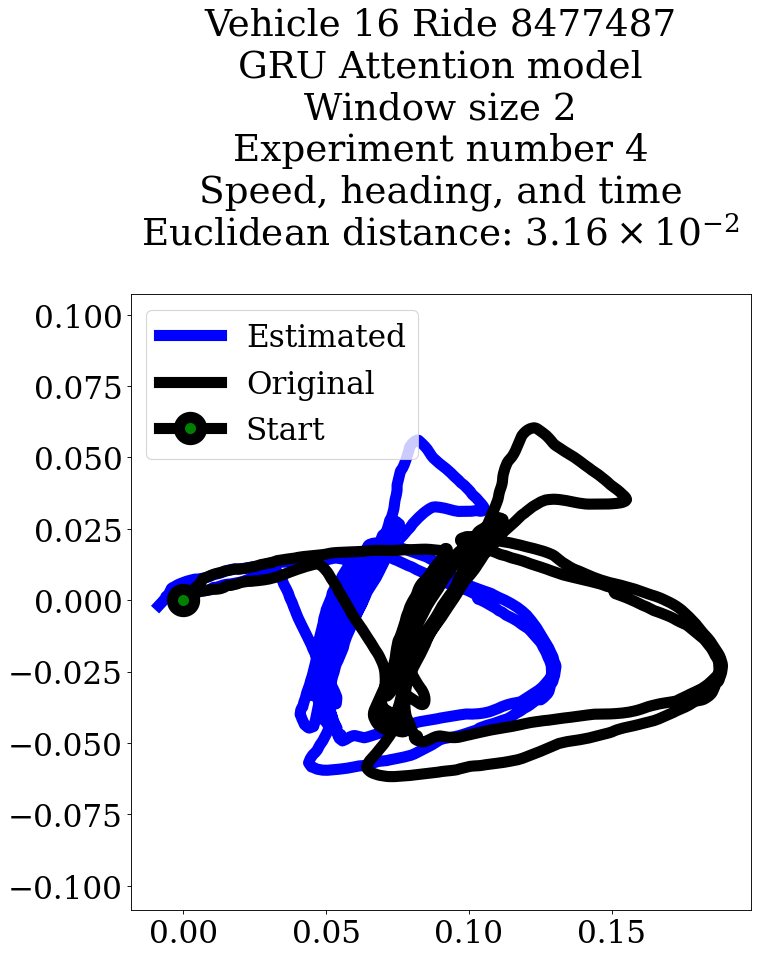 Vehicle 16 Ride 8477487
GRU Attention model
Window size 2
Experiment number 4
Speed, heading, and time
Euclidean distance: 3.16 × 10⁻²
Estimated
Original
Start
0.100
0.075
0.050
0.025
0.000
−0.025
−0.050
−0.075
−0.100
0.00 0.05 0.10 0.15